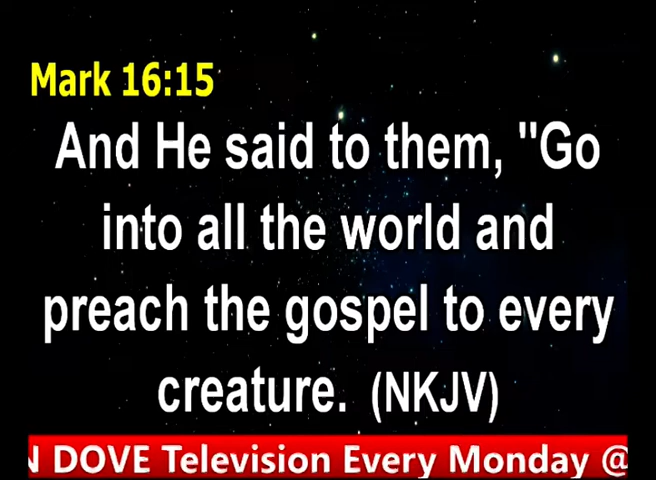 Mark 16:15
And He said to them, "Go
into all the world and
preach the gospel to every
creature. (NKJV)
N DOVE Television Every Monday @